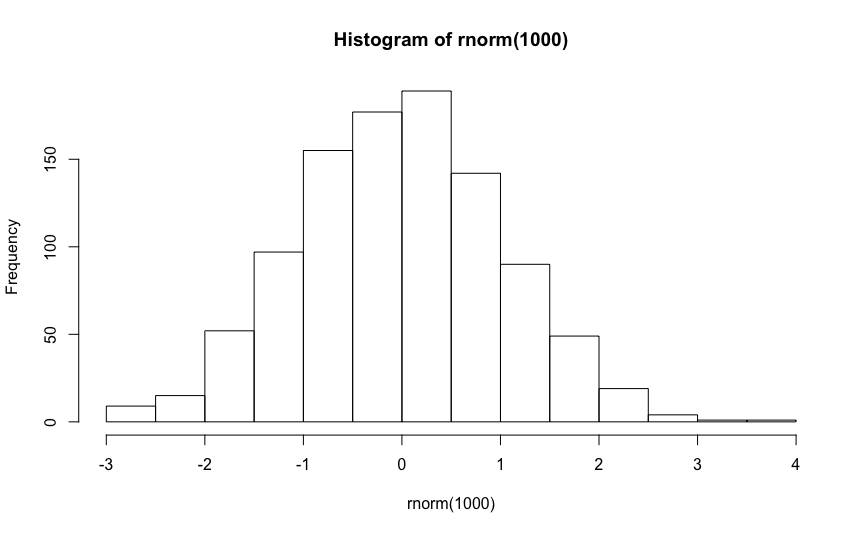 Histogram of rnorm(1000)
Frequency
150
100
50
0
-3 -2 -1 0 1 2 3 4
rnorm(1000)